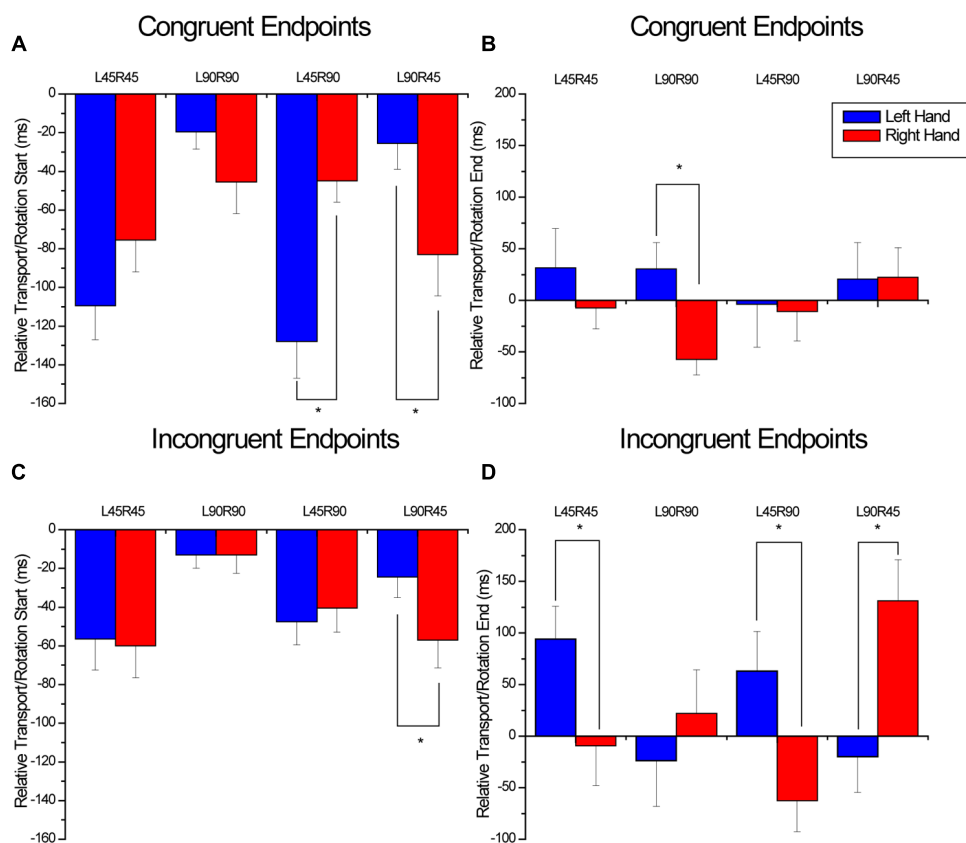 Congruent Endpoints
A
L45R45 L90R90 L45R90 L90R45
0
-20
-40
-60
-80
-100
-120
-140
-160
Relative Transport/Rotation Start (ms)
*
*
Congruent Endpoints
B
L45R45 L90R90 L45R90 L90R45
200
150
100
50
0
-50
-100
Relative Transport/Rotation End (ms)
Left Hand
Right Hand
*
Incongruent Endpoints
C
L45R45 L90R90 L45R90 L90R45
0
-20
-40
-60
-80
-100
-120
-140
-160
Relative Transport/Rotation Start (ms)
*
Incongruent Endpoints
D
L45R45 L90R90 L45R90 L90R45
* * *
200
150
100
50
0
-50
-100
Relative Transport/Rotation End (ms)